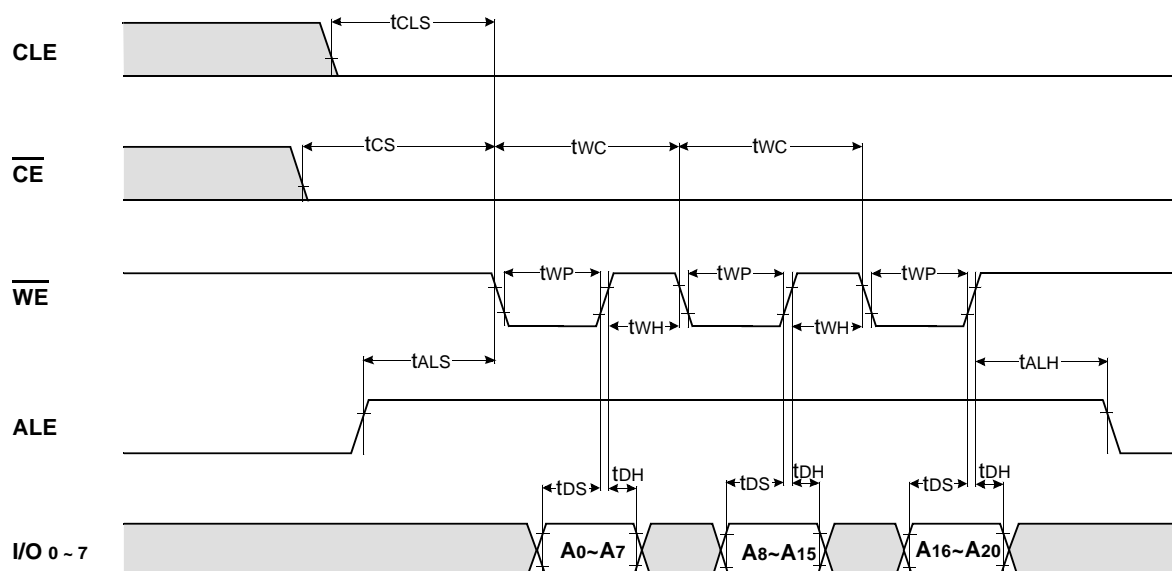 CLE
tCLS
CE
tCS
tWC
tWC
WE
tWP
tWP
tWP
tWH
tWH
tALS
tALH
ALE
tDS
tDH
tDS
tDH
tDS
tDH
I/O 0 ~ 7
A0~A7
A8~A15
A16~A20